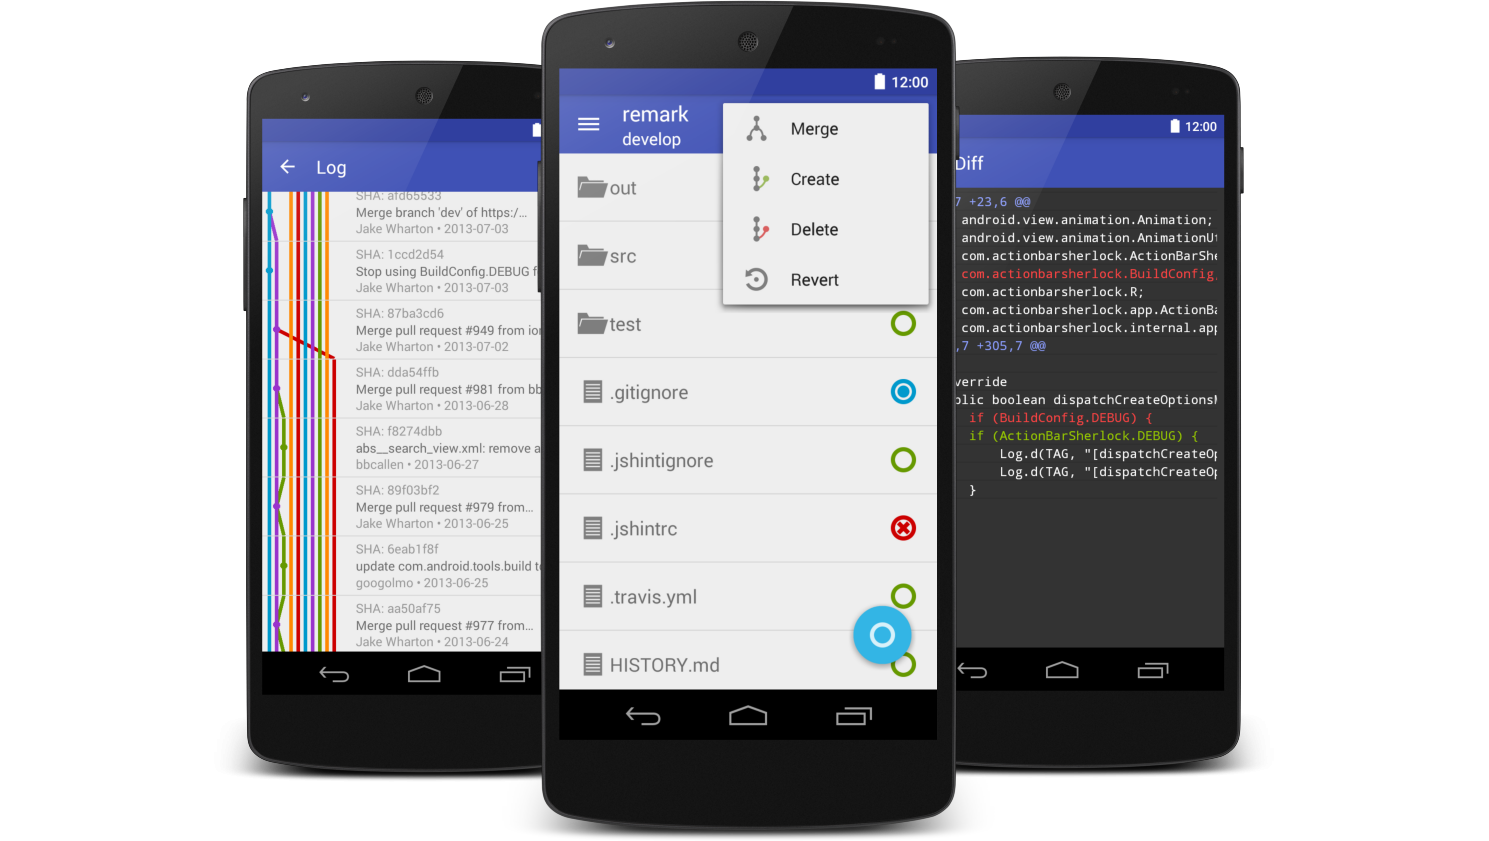 Log
SHA: afd65533
Merge branch 'dev' of https:/...
Jake Wharton • 2013-07-03
SHA: 1ccd2d54
Stop using BuildConfig.DEBUG
Jake Wharton • 2013-07-03
SHA: 87ba3cd6
Merge pull request #949 from
Jake Wharton • 2013-07-02
SHA: dda54ffb
Merge pull request #981 from bb
Jake Wharton • 2013-06-28
SHA: f8274dbb
abs__search_view.xml: remove a
bbcallen • 2013-06-27
SHA: 89f03bf2
Merge pull request #979 from...
Jake Wharton • 2013-06-25
SHA: 6eab1f8f
update com.android.tools.build
googolmo • 2013-06-25
SHA: aa50af75
Merge pull request #977 from...
Jake Wharton • 2013-06-24
12:00
remark
develop
Merge
Create
Delete
Revert
out
src
test
.gitignore
.jshintignore
.jshintrc
.travis.yml
HISTORY.md
12:00
Diff
7 +23,6 @@
android.view.animation.Animation;
android.view.animation.AnimationUt
com.actionbarsherlock.ActionBarShe
com.actionbarsherlock.BuildConfig.
com.actionbarsherlock.R;
com.actionbarsherlock.app.ActionBa
com.actionbarsherlock.internal.app
,7 +305,7 @@
verride
blic boolean dispatchCreateOptionsM
if (BuildConfig.DEBUG) {
if (ActionBarSherlock.DEBUG) {
Log.d(TAG, "[dispatchCreateOp
Log.d(TAG, "[dispatchCreateOp
}